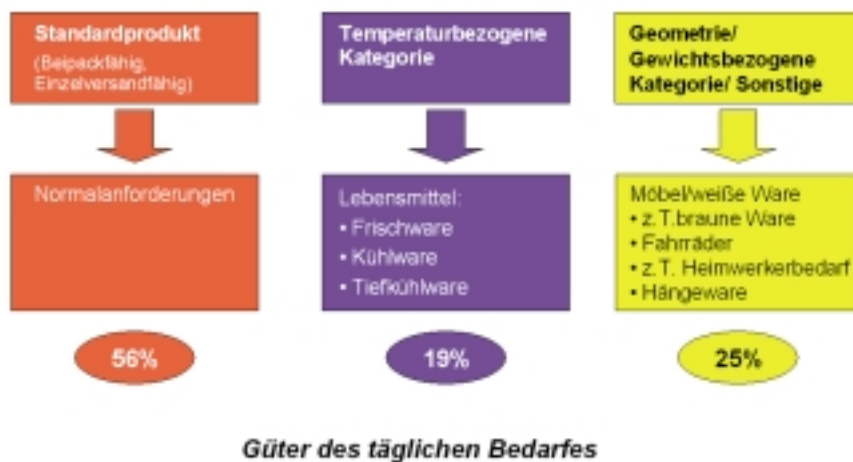 Standardprodukt
(Beipackfähig,
Einzelversandfähig)
Normalanforderungen
56%
Temperaturbezogene
Kategorie
Lebensmittel:
• Frischware
• Kühlware
• Tiefkühlware
19%
Geometrie/
Gewichtsbezogene
Kategorie/ Sonstige
Möbel/weiße Ware
• z.T.braune Ware
• Fahrräder
• z.T. Heimwerkerbedarf
• Hängeware
25%
Güter des täglichen Bedarfes